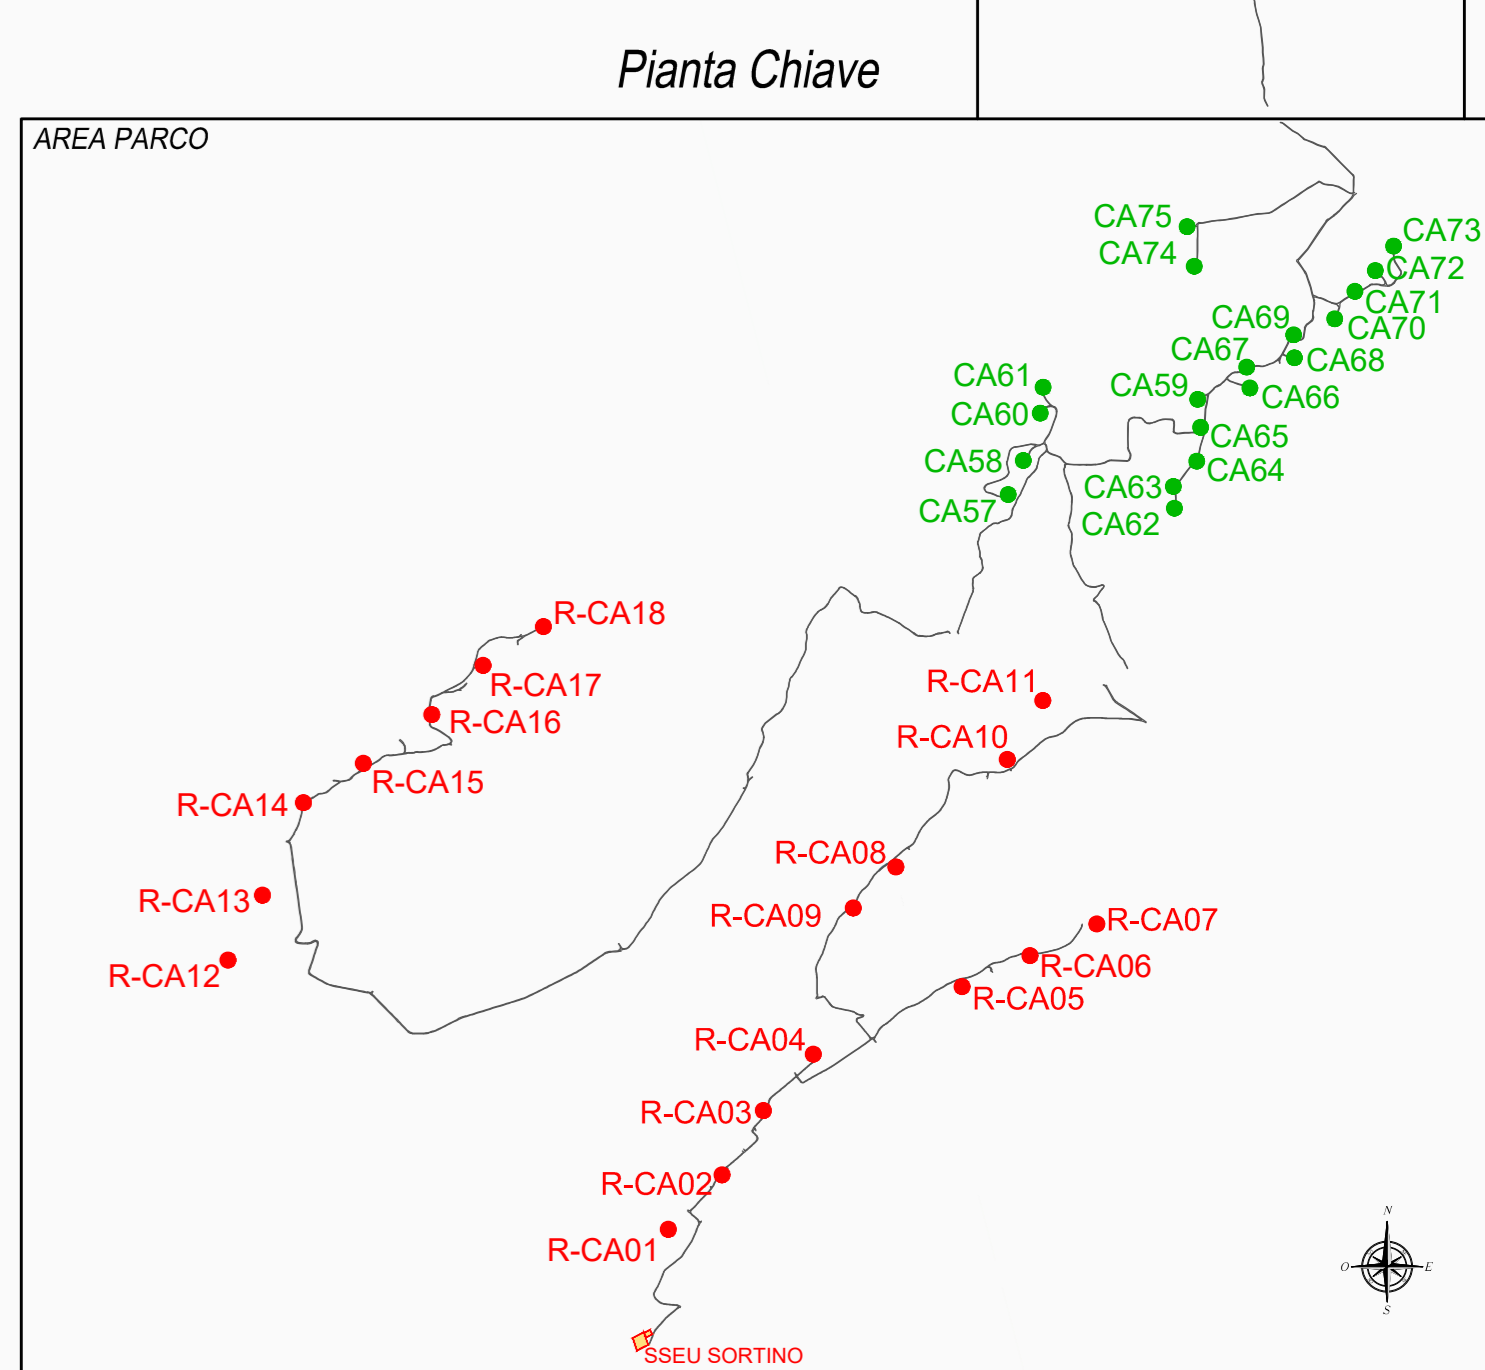 Pianta Chiave
AREA PARCO
CA75
CA73
CA74
CA72
CA71
CA69
CA70
CA67
CA68
CA61
CA59
CA66
CA60
CA65
CA58
CA64
CA63
CA57
CA62
R-CA18
R-CA17
R-CA11
R-CA16
R-CA10
R-CA15
R-CA14
R-CA08
R-CA13
R-CA09
R-CA07
R-CA06
R-CA12
R-CA05
R-CA04
R-CA03
R-CA02
N
R-CA01
O
E
S
SSEU SORTINO